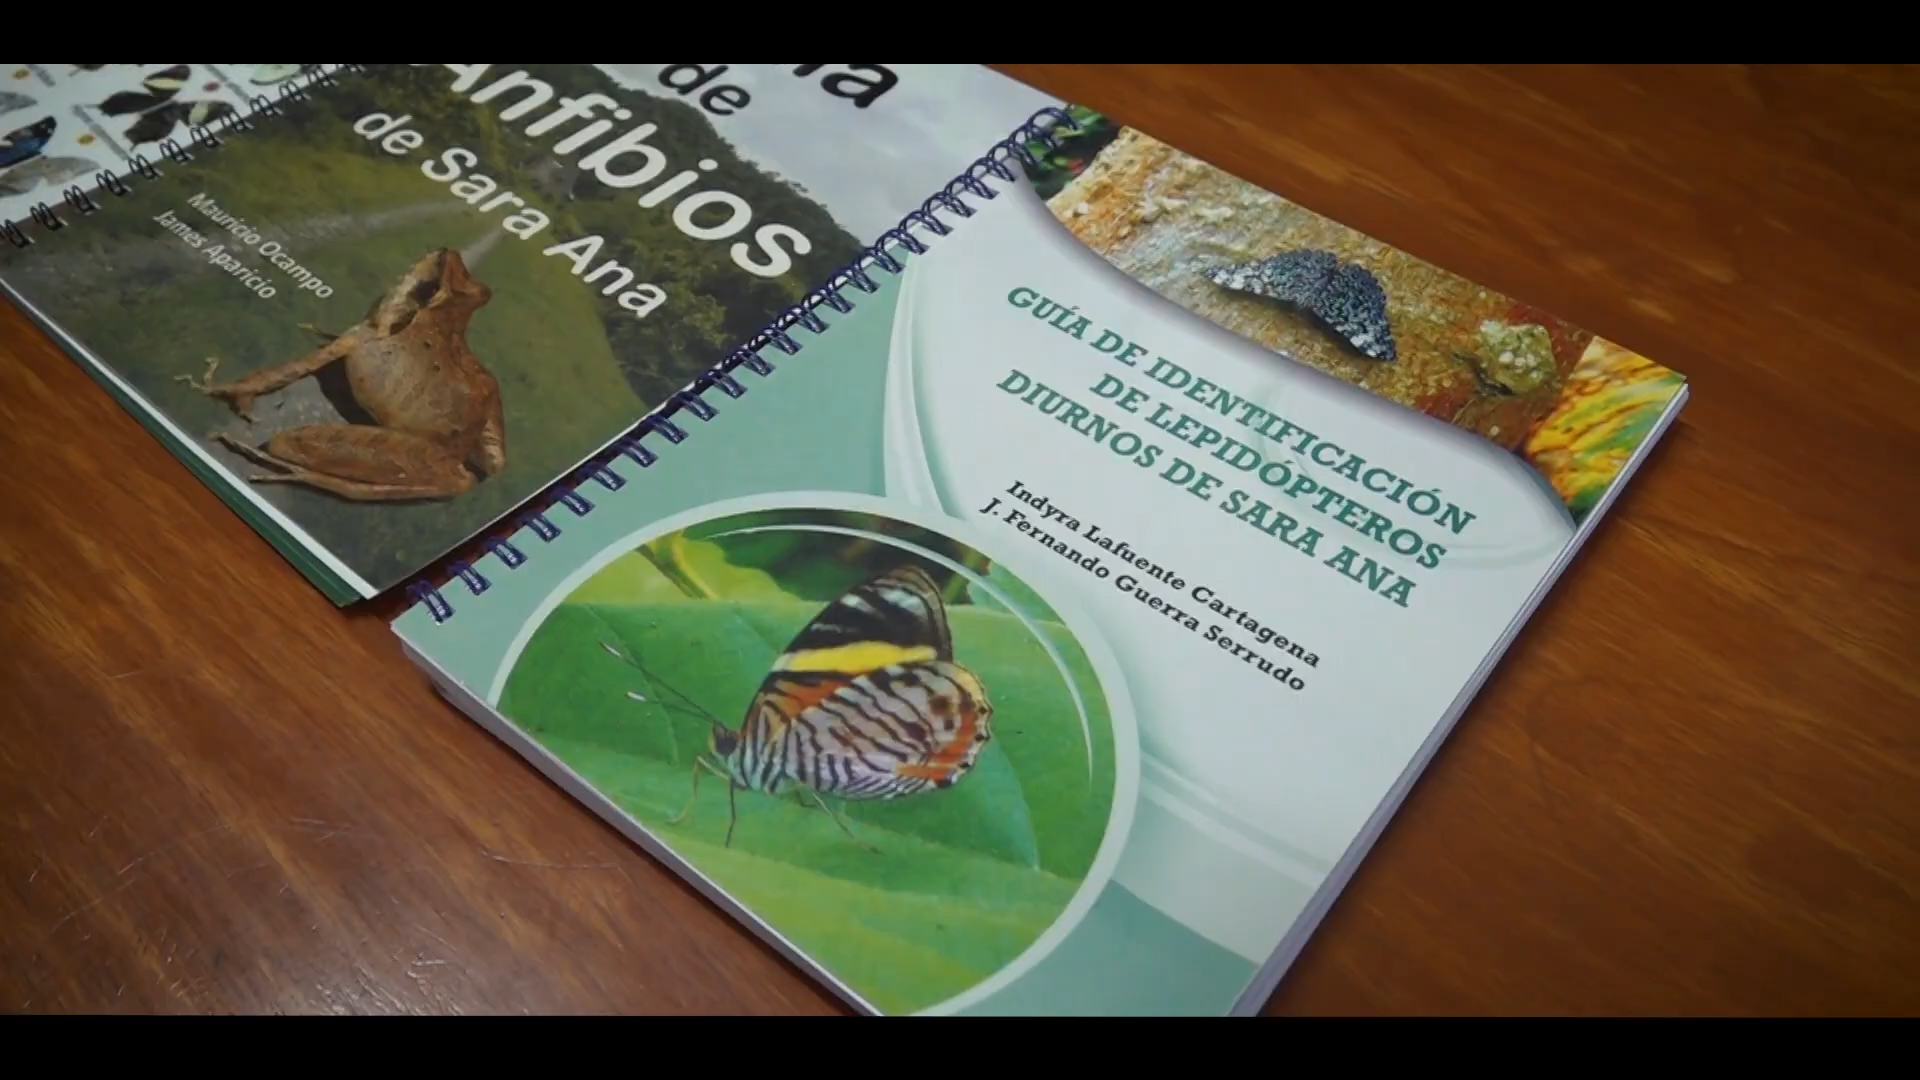 de
Anfibios
de Sara Ana
Mauricio Ocampo
James Aparicio
GUÍA DE IDENTIFICACIÓN
DE LEPIDÓPTEROS
DIURNOS DE SARA ANA
Indyra Lafuente Cartagena
J. Fernando Guerra Serrudo